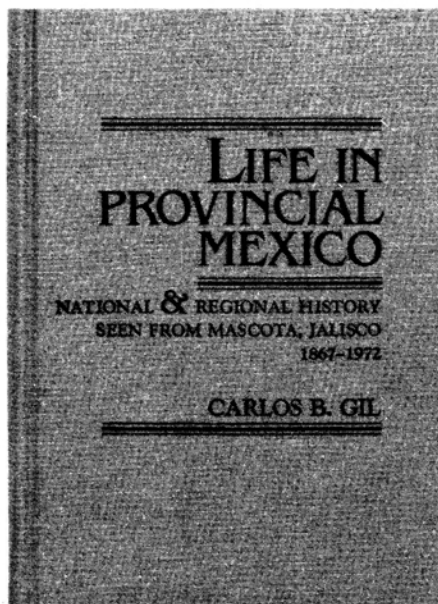 LIFE IN
PROVINCIAL
MEXICO
NATIONAL & REGIONAL HISTORY
SEEN FROM MASCOTA, JALISCO
1867–1972
CARLOS B. GIL